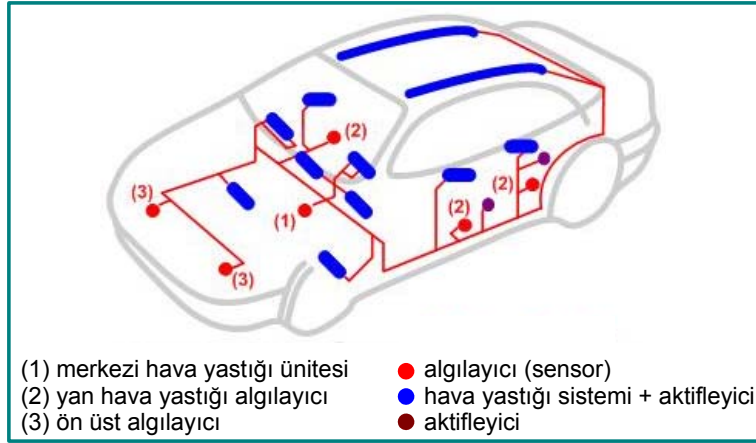 (2)
(3)
(1)
(2)
(2)
(3)
(1) merkezi hava yastığı ünitesi
(2) yan hava yastığı algılayıcı
(3) ön üst algılayıcı
algılayıcı (sensor)
hava yastığı sistemi + aktifleyici
aktifleyici